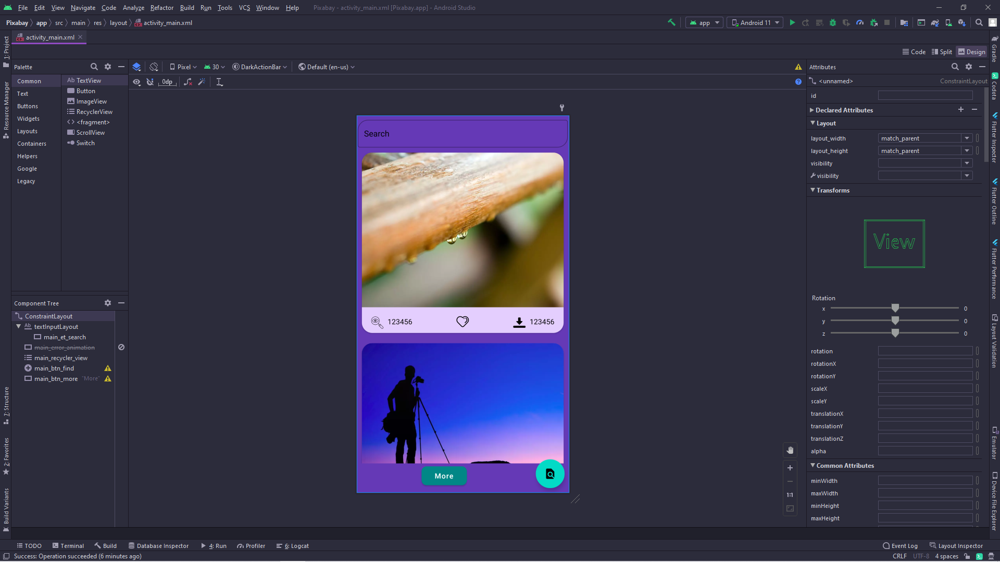 File Edit View Navigate Code Analyze Refactor Build Run Tools VCS Window Help Pixabay - activity_main.xml [Pixabay.app] - Android Studio
Pixabay app src main res layout activity_main.xml app Android 11
activity_main.xml
Code Split Design
Palette
Common
Text
Buttons
Widgets
Layouts
Containers
Helpers
Google
Legacy
Ab TextView
Button
ImageView
RecyclerView
<> <fragment>
ScrollView
Switch
Pixel 30 DarkActionBar Default (en-us)
0dp
Component Tree
ConstraintLayout
Ab textInputLayout
main_et_search
main_error_animation
main_recycler_view
main_btn_find
main_btn_more "More"
Search
123456
123456
More
1:1
Attributes
<unnamed> ConstraintLayout
id
Declared Attributes
Layout
layout_width match_parent
layout_height match_parent
visibility
visibility
Transforms
View
Rotation
x 0
y 0
z 0
rotation
rotationX
rotationY
scaleX
scaleY
translationX
translationY
translationZ
alpha
Common Attributes
minWidth
maxWidth
minHeight
maxHeight
1: Project
Resource Manager
7: Structure
2: Favorites
Build Variants
Gradle
Codota
Flutter Inspector
Flutter Outline
Flutter Performance
Layout Validation
Emulator
Device File Explorer
TODO Terminal Build Database Inspector 4: Run Profiler 6: Logcat Event Log Layout Inspector
Success: Operation succeeded (6 minutes ago) CRLF UTF-8 4 spaces